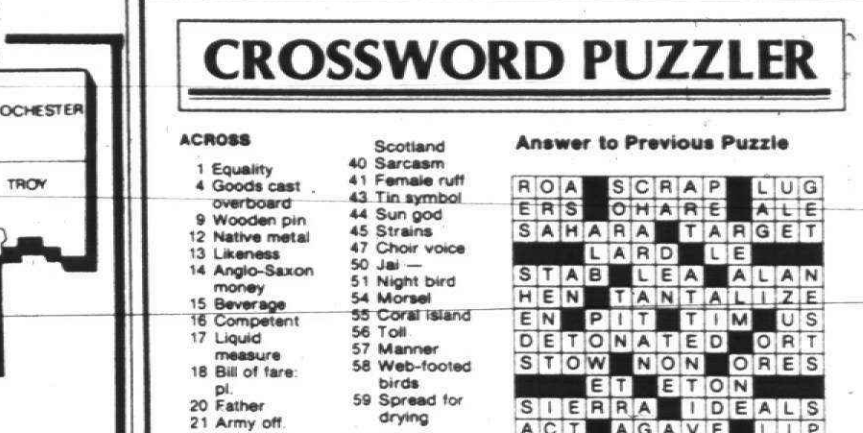 OCHESTER
TROY
CROSSWORD PUZZLER
ACROSS
1 Equality
4 Goods cast
overboard
9 Wooden pin
12 Native metal
13 Likeness
14 Anglo-Saxon
money
15 Beverage
16 Competent
17 Liquid
measure
18 Bill of fare:
pl.
20 Father
21 Army off.
Scotland
40 Sarcasm
41 Female ruff
43 Tin symbol
44 Sun god
45 Strains
47 Choir voice
50 Jai —
51 Night bird
54 Morsel
55 Coral island
56 Toll
57 Manner
58 Web-footed
birds
59 Spread for
drying
Answer to Previous Puzzle
ROA SCRAP LUG
ERS OHARE ALE
SAHARA TARGET
LARD LE
STAB LEA ALAN
HEN TANTALIZE
EN PIT TIM US
DETONATED ORT
STOW NON ORES
ET ETON
SIERRA IDEALS
ACT AGAVE LIP